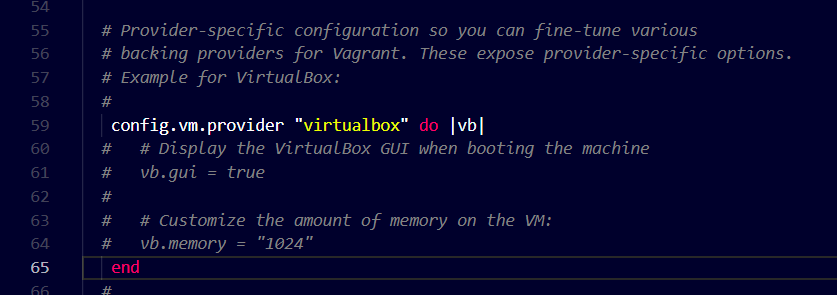 54
55 # Provider-specific configuration so you can fine-tune various
56 # backing providers for Vagrant. These expose provider-specific options.
57 # Example for VirtualBox:
58 #
59 config.vm.provider "virtualbox" do |vb|
60 #   # Display the VirtualBox GUI when booting the machine
61 #   vb.gui = true
62 #
63 #   # Customize the amount of memory on the VM:
64 #   vb.memory = "1024"
65 end
66 #